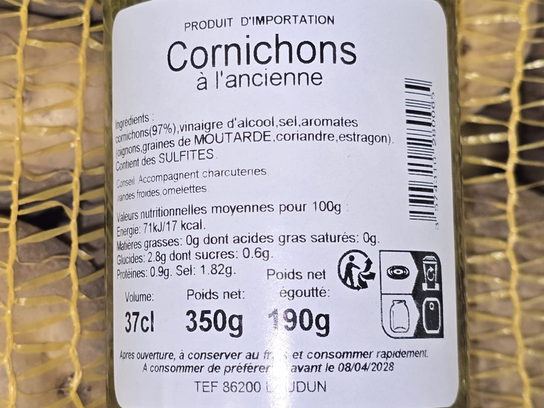 PRODUIT D'IMPORTATION
Cornichons
à l'ancienne
Ingrédients :
cornichons(97%),vinaigre d'alcool,sel,aromates
(oignons,graines de MOUTARDE,coriandre,estragon).
Contient des SULFITES.
Conseil: Accompagnent charcuteries
viandes froides,omelettes
Valeurs nutritionnelles moyennes pour 100g :
Energie: 71kJ/17 kcal.
Matières grasses: 0g dont acides gras saturés: 0g.
Glucides: 2.8g dont sucres: 0.6g.
Protéines: 0.9g. Sel: 1.82g.
Volume:
37cl
Poids net:
350g
Poids net
égoutté:
190g
Apres ouverture, à conserver au frais et consommer rapidement.
A consommer de préférence avant le 08/04/2028
TEF 86200 LOUDUN